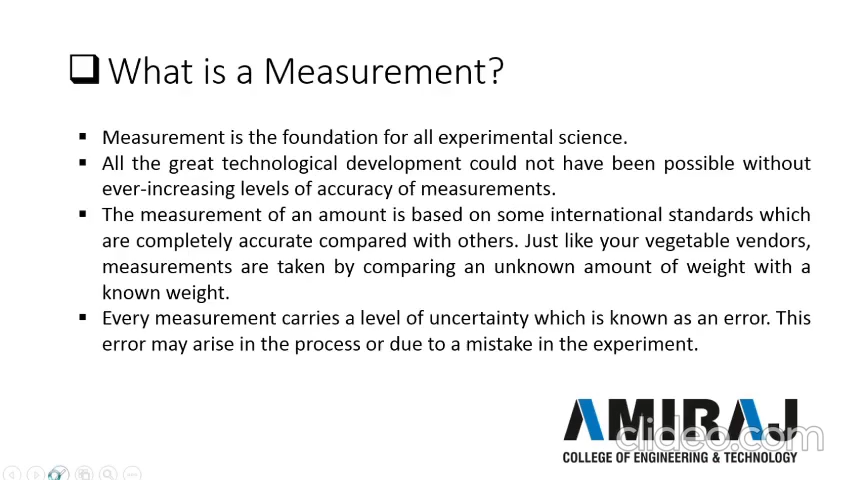 What is a Measurement?
Measurement is the foundation for all experimental science.
All the great technological development could not have been possible without
ever-increasing levels of accuracy of measurements.
The measurement of an amount is based on some international standards which
are completely accurate compared with others. Just like your vegetable vendors,
measurements are taken by comparing an unknown amount of weight with a
known weight.
Every measurement carries a level of uncertainty which is known as an error. This
error may arise in the process or due to a mistake in the experiment.
AMIRAJ
clideo.com
COLLEGE OF ENGINEERING & TECHNOLOGY